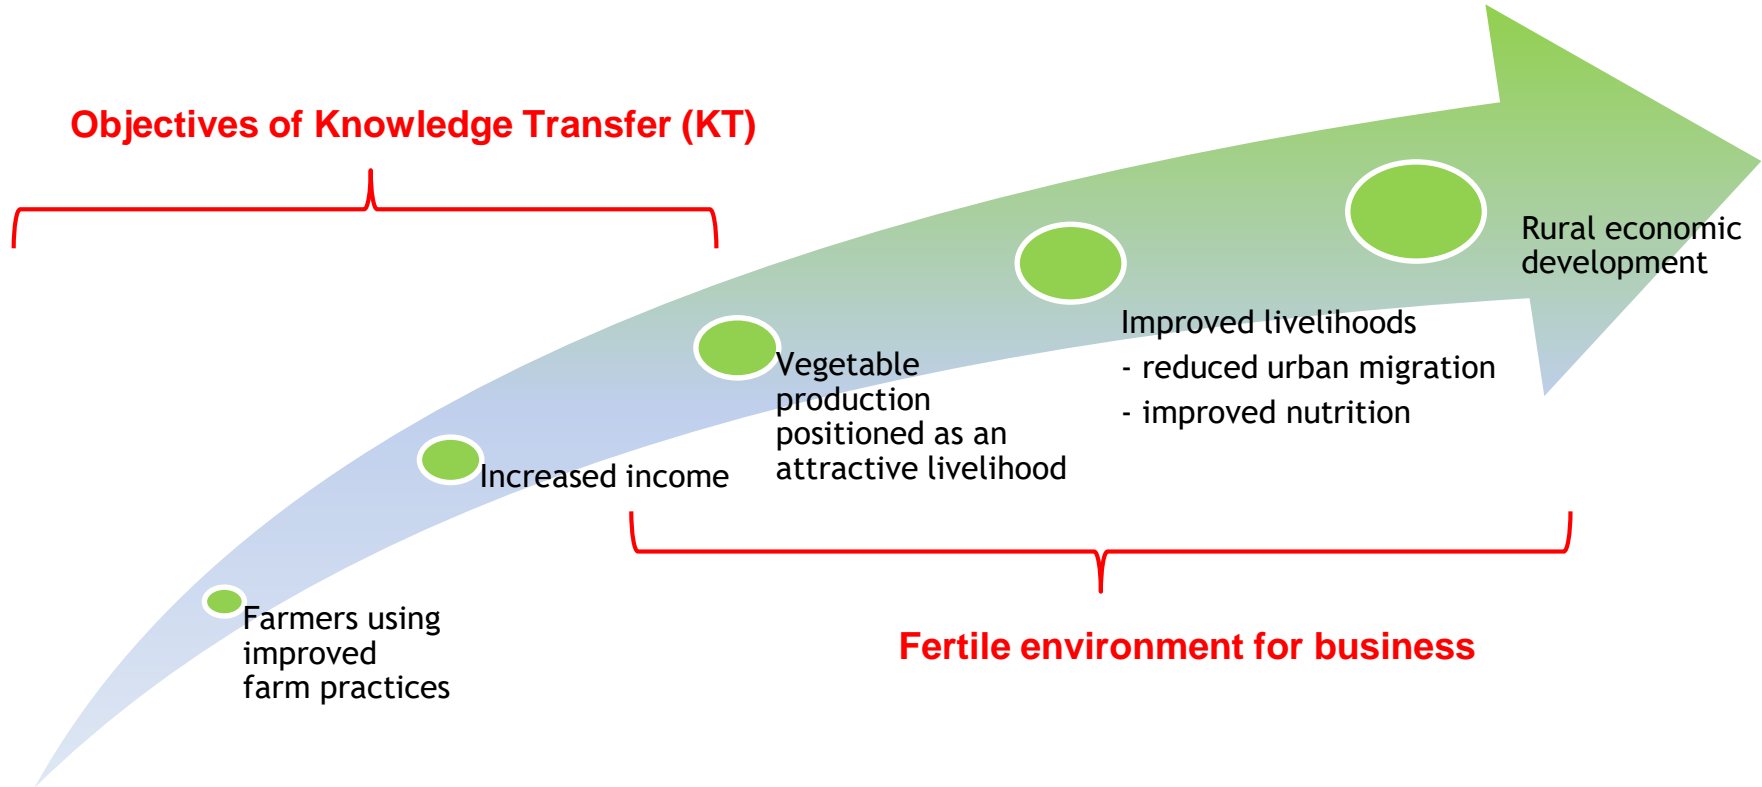 Objectives of Knowledge Transfer (KT)
Farmers using
improved
farm practices
Increased income
Vegetable
production
positioned as an
attractive livelihood
Improved livelihoods
- reduced urban migration
- improved nutrition
Rural economic
development
Fertile environment for business